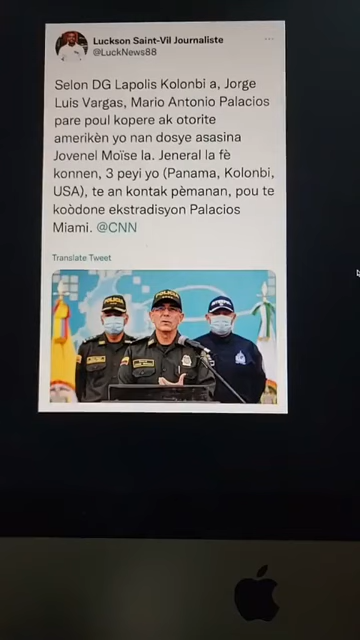 Luckson Saint-Vil Journaliste
@LuckNews88
Selon DG Lapolis Kolonbi a, Jorge
Luis Vargas, Mario Antonio Palacios
pare poul kopere ak otorite
amerikèn yo nan dosye asasina
Jovenel Moïse la. Jeneral la fè
konnen, 3 peyi yo (Panama, Kolonbi,
USA), te an kontak pèmanan, pou te
koòdone ekstradisyon Palacios
Miami. @CNN
Translate Tweet
POLICIA
POLICIA